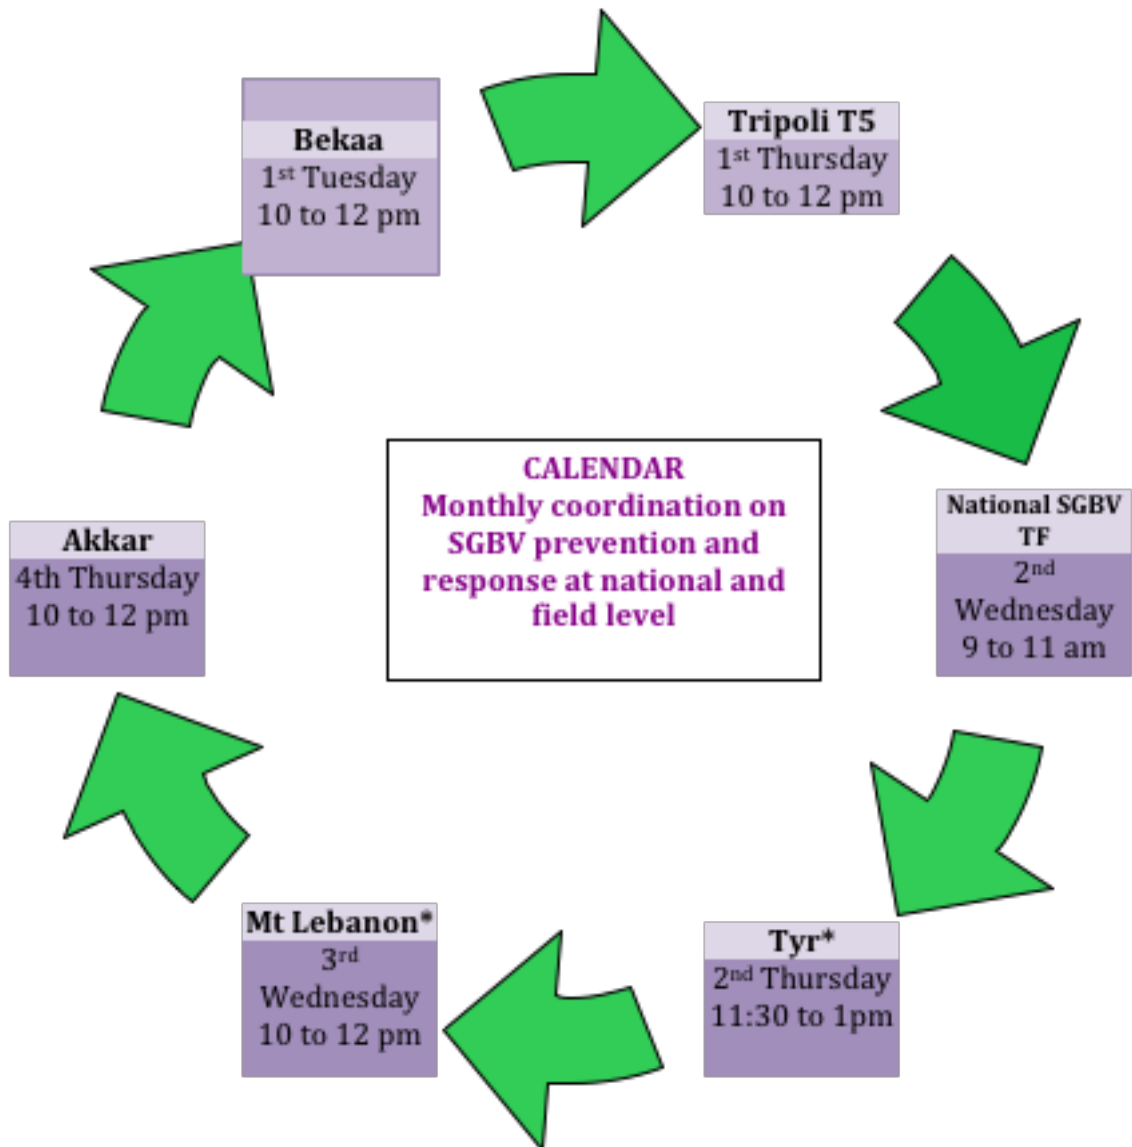 Bekaa
1st Tuesday
10 to 12 pm
Tripoli T5
1st Thursday
10 to 12 pm
National SGBV
TF
2nd
Wednesday
9 to 11 am
Tyr*
2nd Thursday
11:30 to 1pm
Mt Lebanon*
3rd
Wednesday
10 to 12 pm
Akkar
4th Thursday
10 to 12 pm
CALENDAR
Monthly coordination on
SGBV prevention and
response at national and
field level